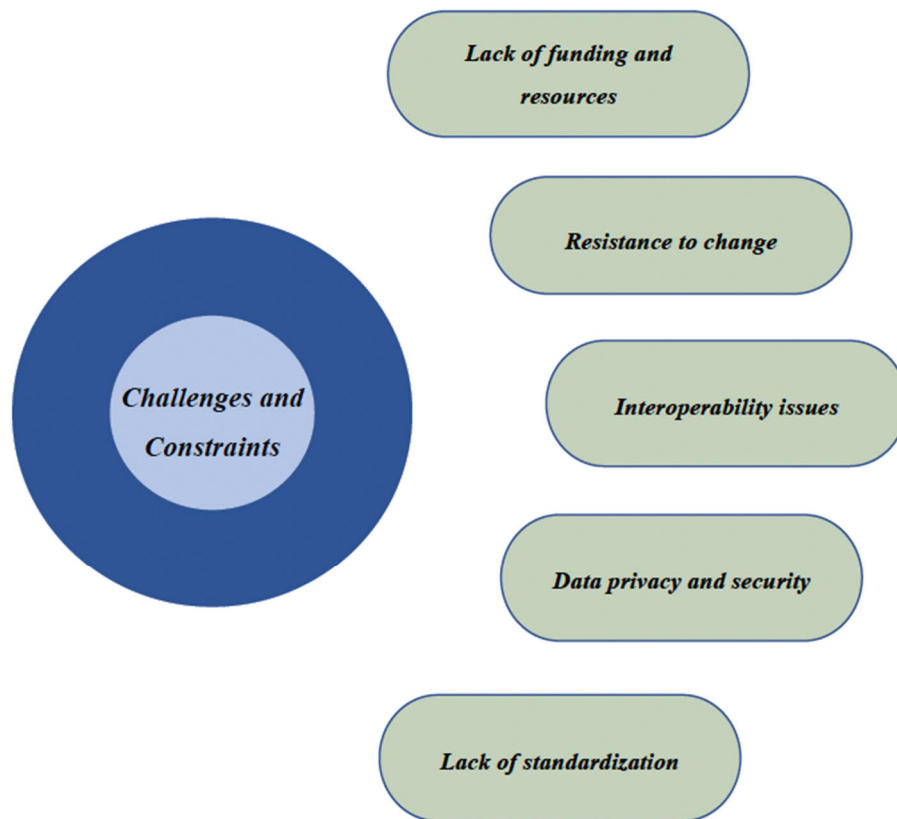 Lack of funding and
resources
Resistance to change
Challenges and
Constraints
Interoperability issues
Data privacy and security
Lack of standardization